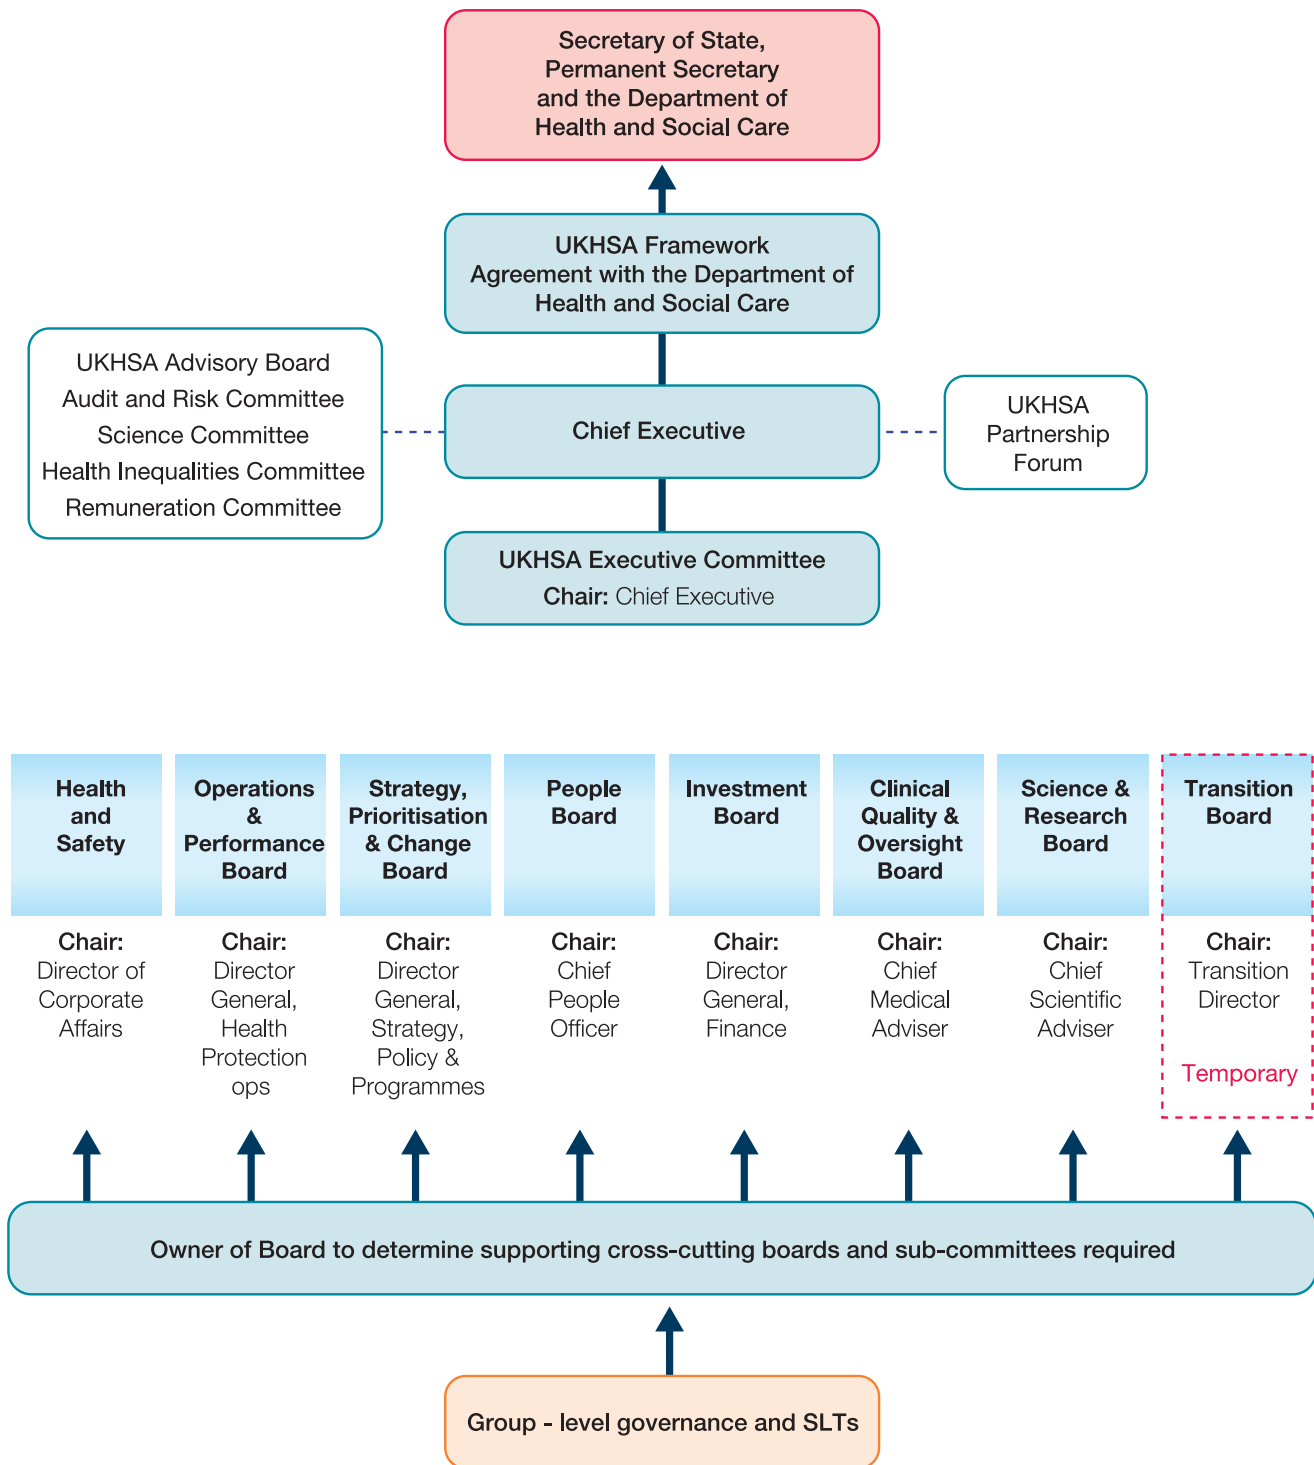 Secretary of State,
Permanent Secretary
and the Department of
Health and Social Care
UKHSA Framework
Agreement with the Department of
Health and Social Care
UKHSA Advisory Board
Audit and Risk Committee
Science Committee
Health Inequalities Committee
Remuneration Committee
Chief Executive
UKHSA
Partnership
Forum
UKHSA Executive Committee
Chair: Chief Executive
Health
and
Safety
Chair:
Director of
Corporate
Affairs
Operations
&
Performance
Board
Chair:
Director
General,
Health
Protection
ops
Strategy,
Prioritisation
& Change
Board
Chair:
Director
General,
Strategy,
Policy &
Programmes
People
Board
Chair:
Chief
People
Officer
Investment
Board
Chair:
Director
General,
Finance
Clinical
Quality &
Oversight
Board
Chair:
Chief
Medical
Adviser
Science &
Research
Board
Chair:
Chief
Scientific
Adviser
Transition
Board
Chair:
Transition
Director
Temporary
Owner of Board to determine supporting cross-cutting boards and sub-committees required
Group - level governance and SLTs